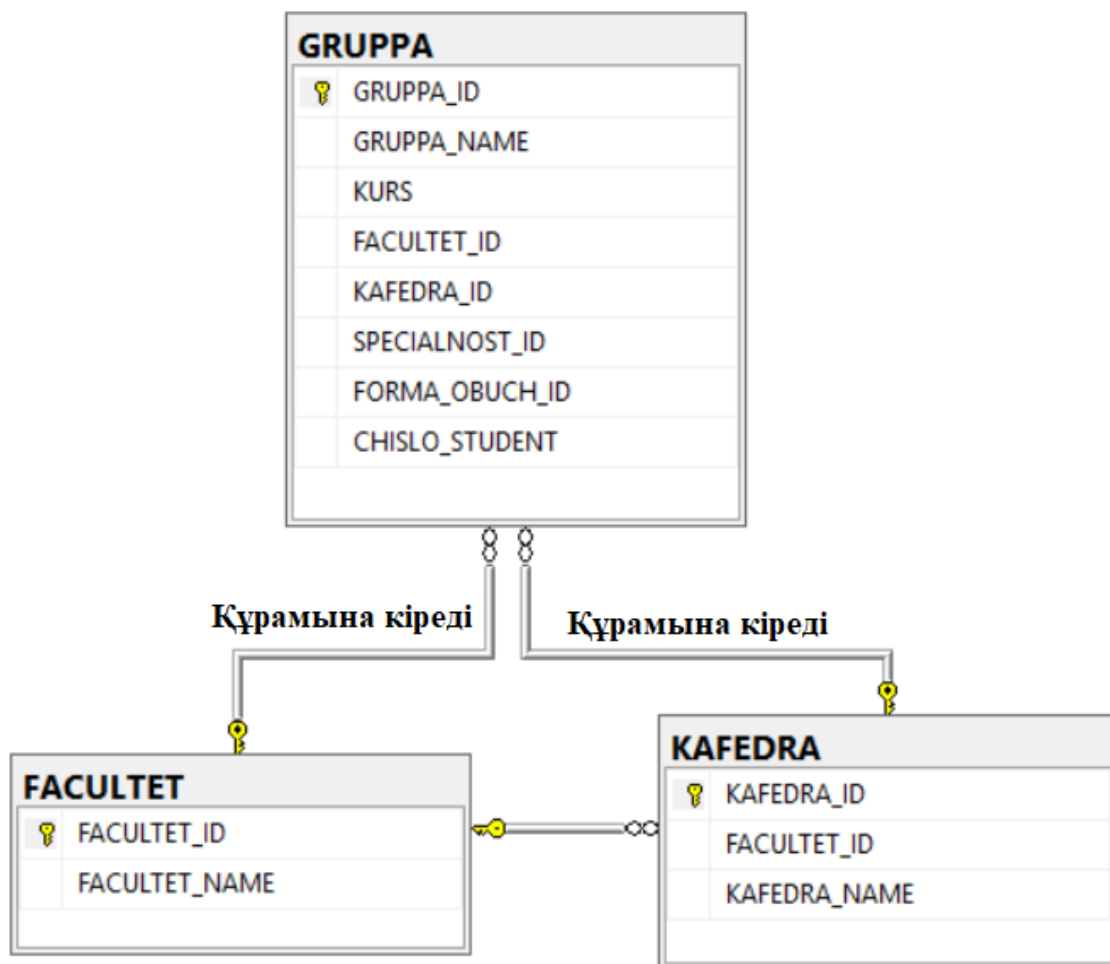 GRUPPA
GRUPPA_ID
GRUPPA_NAME
KURS
FACULTET_ID
KAFEDRA_ID
SPECIALNOST_ID
FORMA_OBUCH_ID
CHISLO_STUDENT
Құрамына кіреді
Құрамына кіреді
FACULTET
FACULTET_ID
FACULTET_NAME
KAFEDRA
KAFEDRA_ID
FACULTET_ID
KAFEDRA_NAME